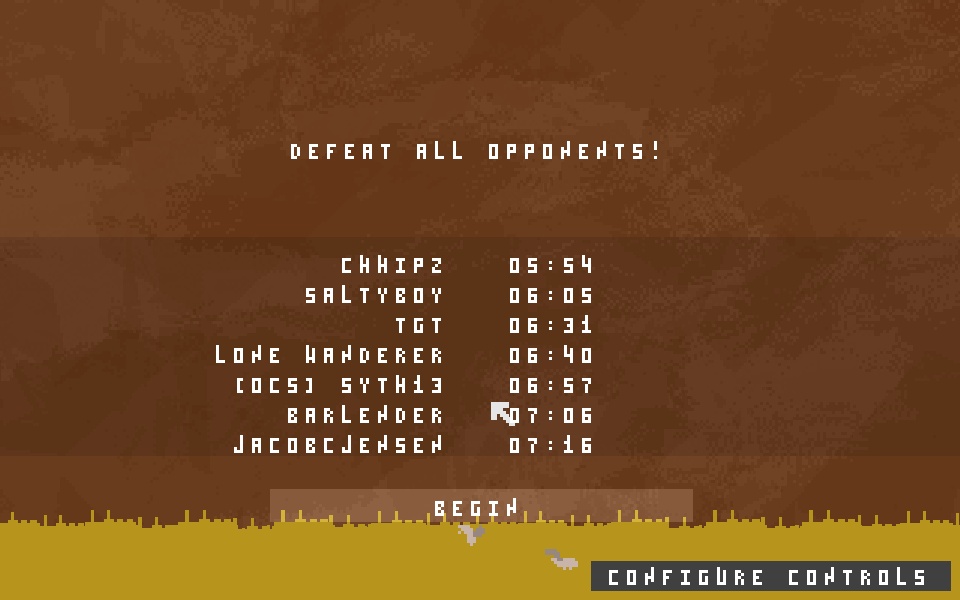 DEFEAT ALL OPPONENTS!
CHHIPZ 05:54
SALTYBOY 06:05
TGT 06:31
LONE WANDERER 06:40
[OCS] SYTH13 06:57
BARLENDER 07:06
JACOBCJENSEN 07:16
BEGIN
CONFIGURE CONTROLS